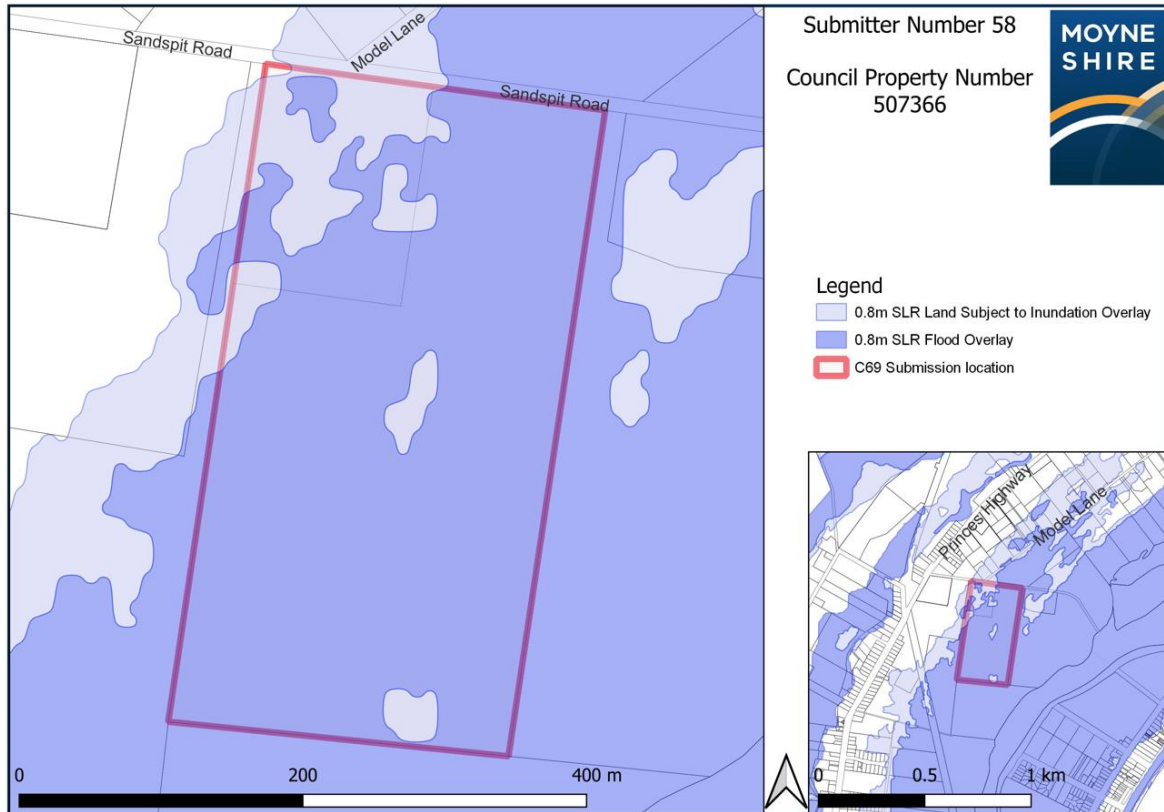 Sandspit Road
Model Lane
Sandspit Road
0 200 400 m
Submitter Number 58
Council Property Number
507366
MOYNE
SHIRE
Legend
0.8m SLR Land Subject to Inundation Overlay
0.8m SLR Flood Overlay
C69 Submission location
Princes Highway
Model Lane
0 0.5 1 km